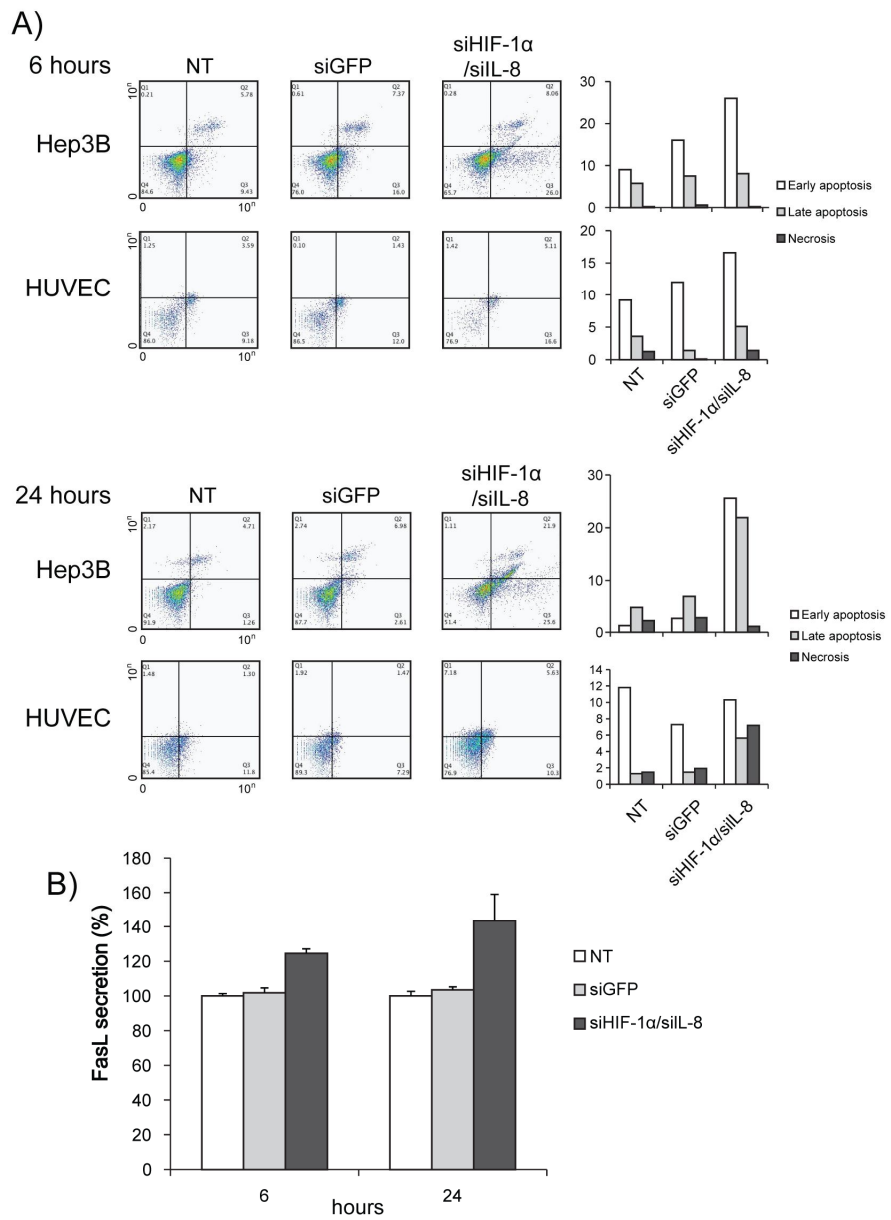 A)
6 hours NT siGFP siHIF-1α
/siIL-8
Hep3B
10ⁿ
0
Q1
0.21
Q2
5.78
Q4
84.6
Q3
9.43
0 10ⁿ
Q1
0.61
Q2
7.37
Q4
76.0
Q3
16.0
Q1
0.28
Q2
8.06
Q4
65.7
Q3
26.0
30
20
10
0
Early apoptosis
Late apoptosis
Necrosis
HUVEC
10ⁿ
0
Q1
1.25
Q2
3.59
Q4
86.0
Q3
9.18
0 10ⁿ
Q1
0.10
Q2
1.43
Q4
86.5
Q3
12.0
Q1
1.42
Q2
5.11
Q4
76.9
Q3
16.6
20
15
10
5
0
NT
siGFP
siHIF-1α/siIL-8
24 hours NT siGFP siHIF-1α
/siIL-8
Hep3B
10ⁿ
0
Q1
2.17
Q2
4.71
Q4
91.9
Q3
1.26
Q1
2.74
Q2
6.98
Q4
87.7
Q3
2.61
Q1
1.11
Q2
21.9
Q4
51.4
Q3
25.6
30
20
10
0
Early apoptosis
Late apoptosis
Necrosis
HUVEC
10ⁿ
0
Q1
1.48
Q2
1.30
Q4
85.4
Q3
11.8
0 10ⁿ
Q1
1.92
Q2
1.47
Q4
89.3
Q3
7.29
Q1
7.18
Q2
5.63
Q4
76.9
Q3
10.3
14
12
10
8
6
4
2
0
NT
siGFP
siHIF-1α/siIL-8
B)
FasL secretion (%)
180
160
140
120
100
80
60
40
20
0
6 24
hours
NT
siGFP
siHIF-1α/siIL-8